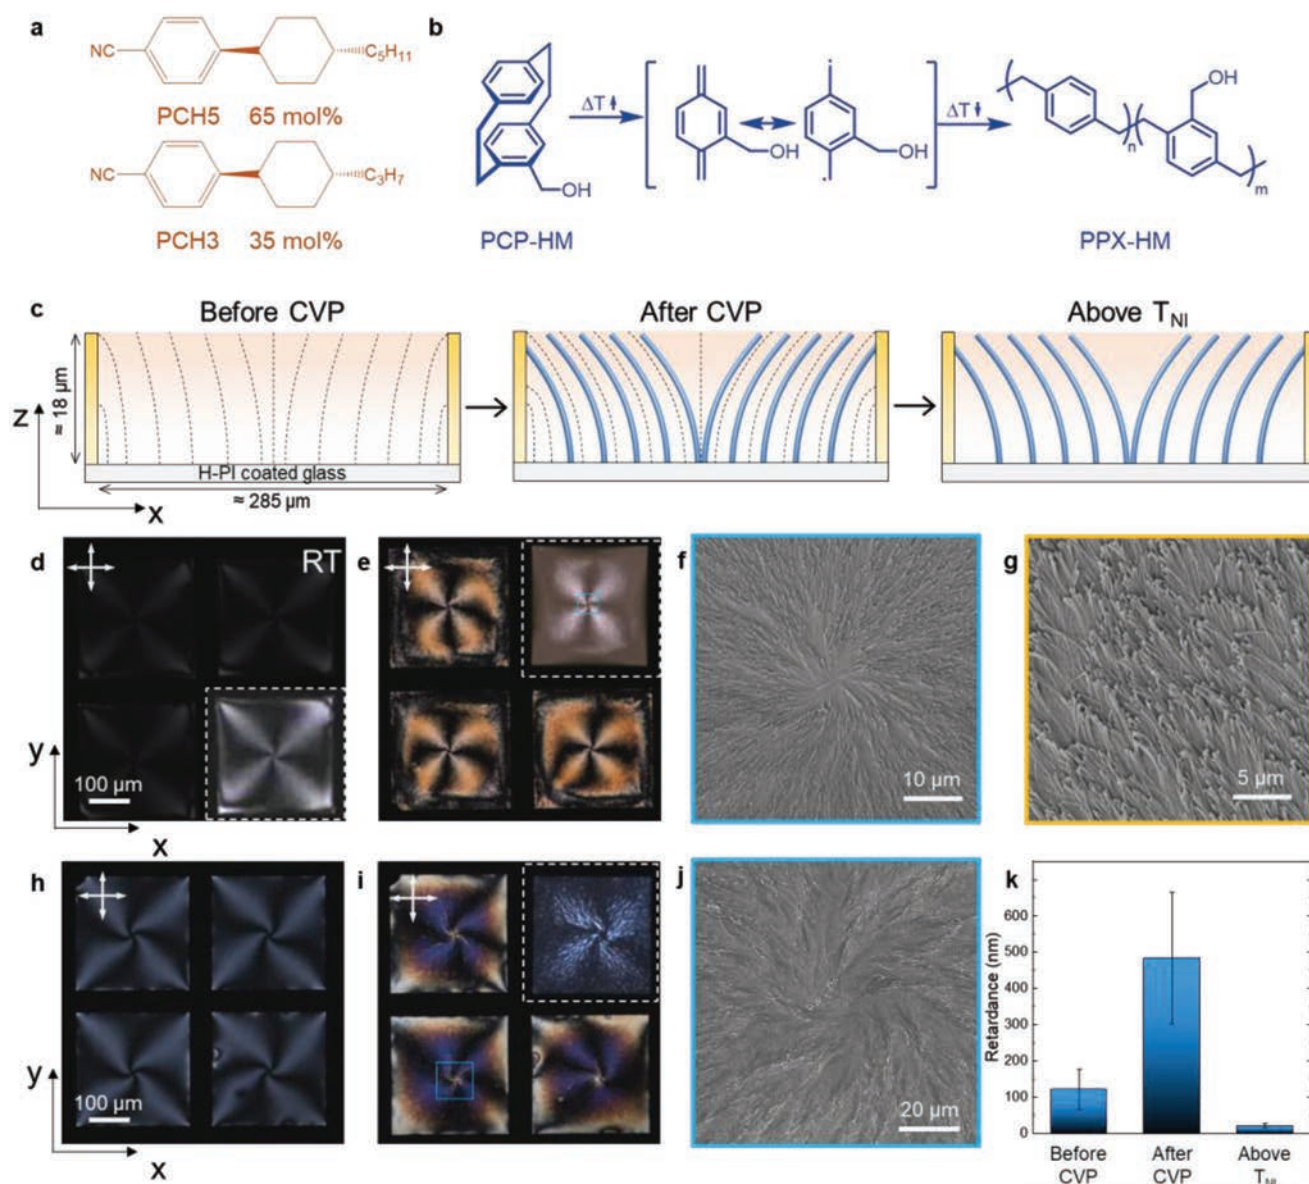 a
NC
C5H11
PCH5 65 mol%
NC
C3H7
PCH3 35 mol%
b
OH
PCP-HM
ΔT
OH
OH
ΔT
n
OH
m
PPX-HM
c
Before CVP
After CVP
Above TNI
≈ 18 µm
Z
H-PI coated glass
≈ 285 µm
X
d
RT
y
100 µm
x
e
f
10 µm
g
5 µm
h
y
100 µm
x
i
j
20 µm
k
Retardance (nm)
600
500
400
300
200
100
0
Before CVP
After CVP
Above TNI